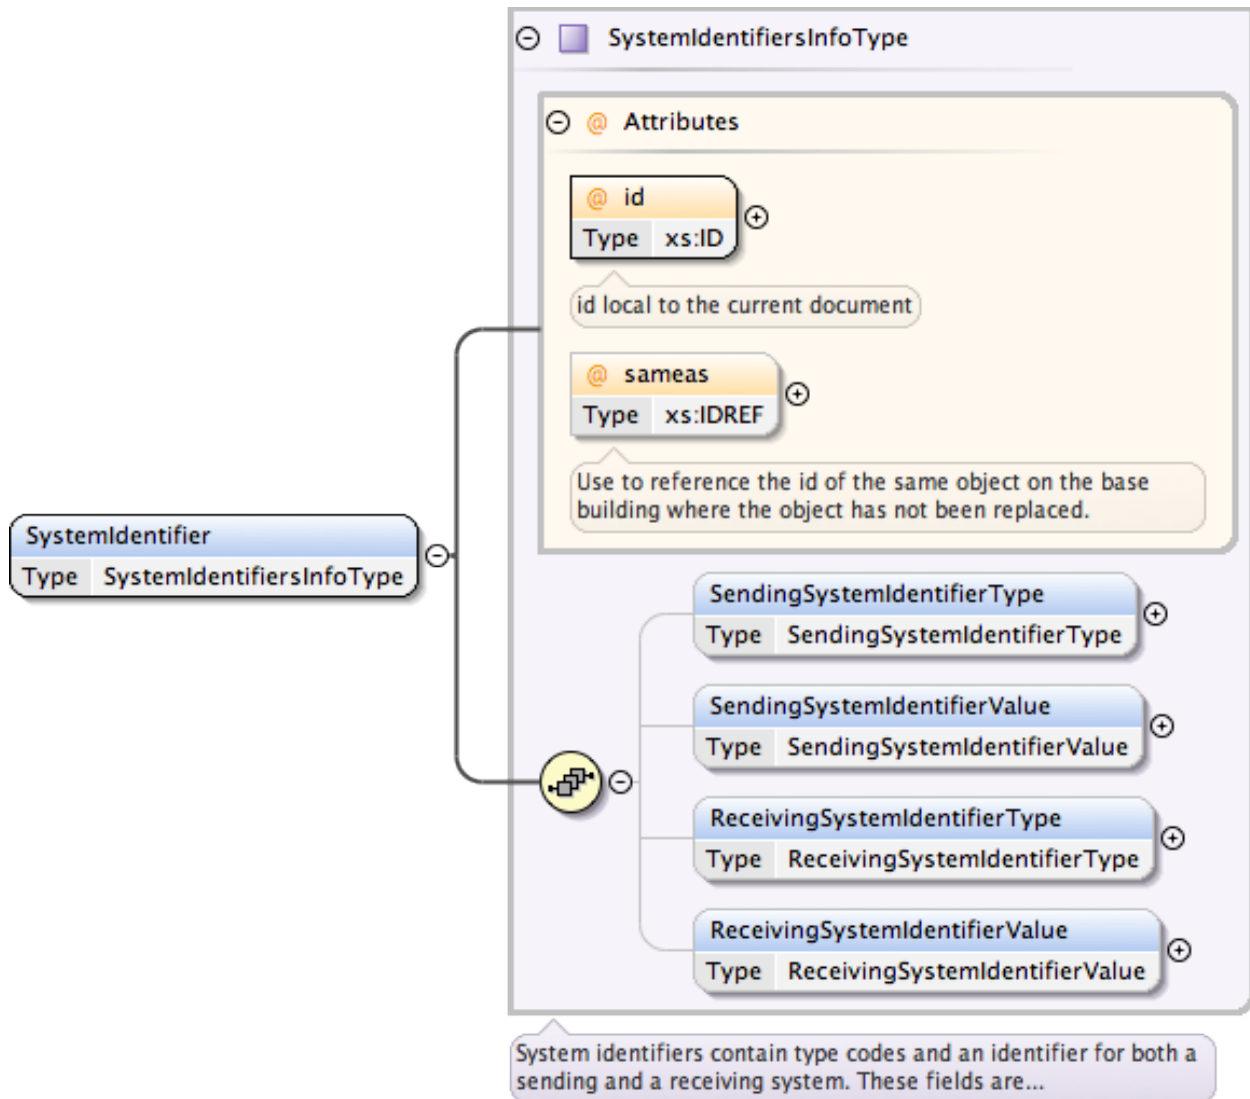 SystemIdentifiersInfoType
@ Attributes
@ id
Type xs:ID
id local to the current document
@ sameas
Type xs:IDREF
Use to reference the id of the same object on the base
building where the object has not been replaced.
SystemIdentifier
Type SystemIdentifiersInfoType
SendingSystemIdentifierType
Type SendingSystemIdentifierType
SendingSystemIdentifierValue
Type SendingSystemIdentifierValue
ReceivingSystemIdentifierType
Type ReceivingSystemIdentifierType
ReceivingSystemIdentifierValue
Type ReceivingSystemIdentifierValue
System identifiers contain type codes and an identifier for both a
sending and a receiving system. These fields are...